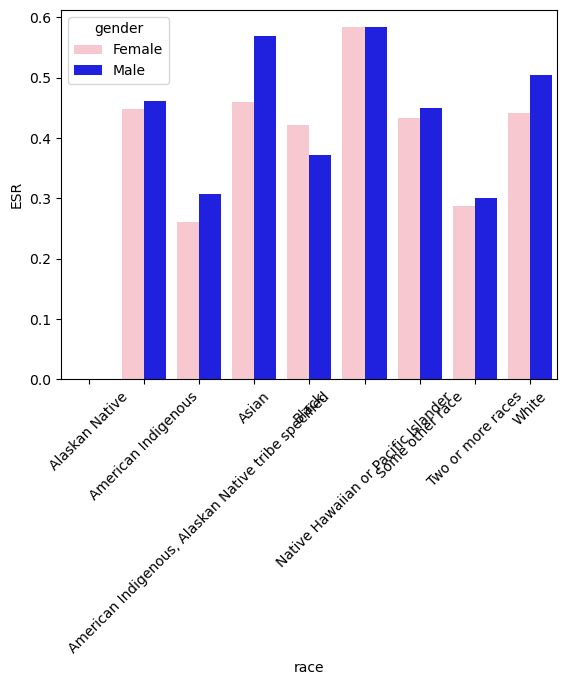 gender
Female
Male
0.6
0.5
0.4
0.3
0.2
0.1
0.0
ESR
Alaskan Native
American Indigenous
American Indigenous, Alaskan Native tribe specified
Asian
Black
Native Hawaiian or Pacific Islander
Some other race
Two or more races
White
race